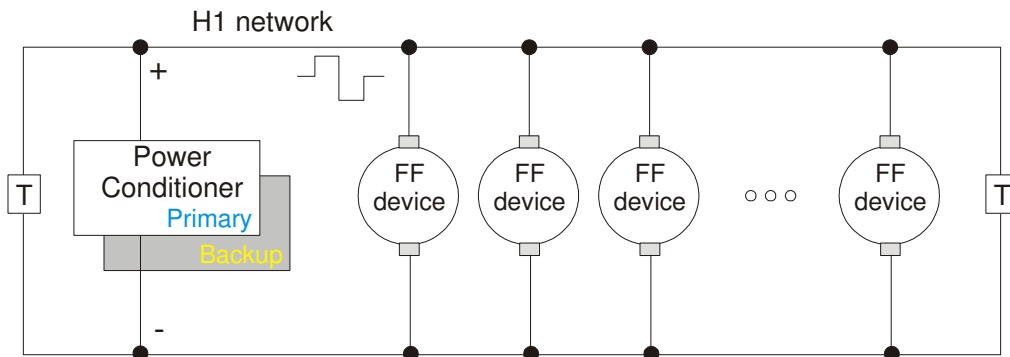 H1 network
+
Power
Conditioner
Primary
Backup
-
T
FF
device
FF
device
FF
device
FF
device
T